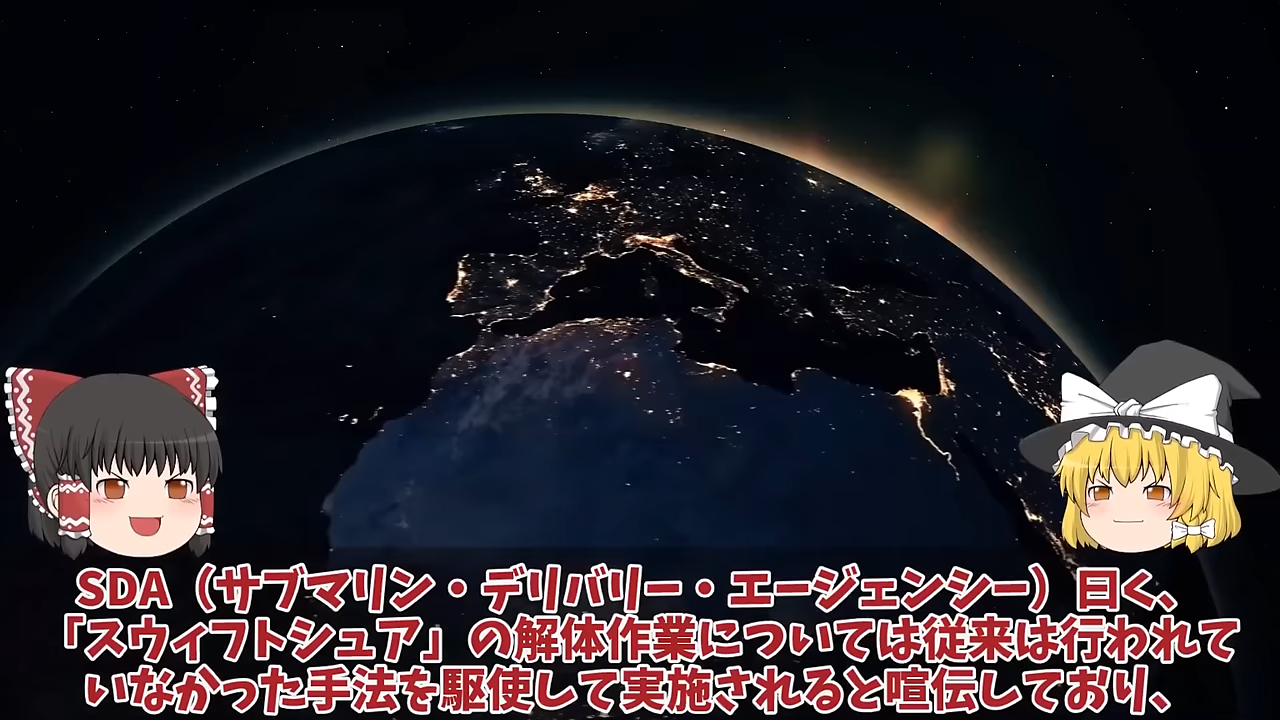 SDA（サブマリン・デリバリー・エージェンシー）曰く、
「スウィフトシュア」の解体作業については従来は行われて
いなかった手法を駆使して実施されると喧伝しており、